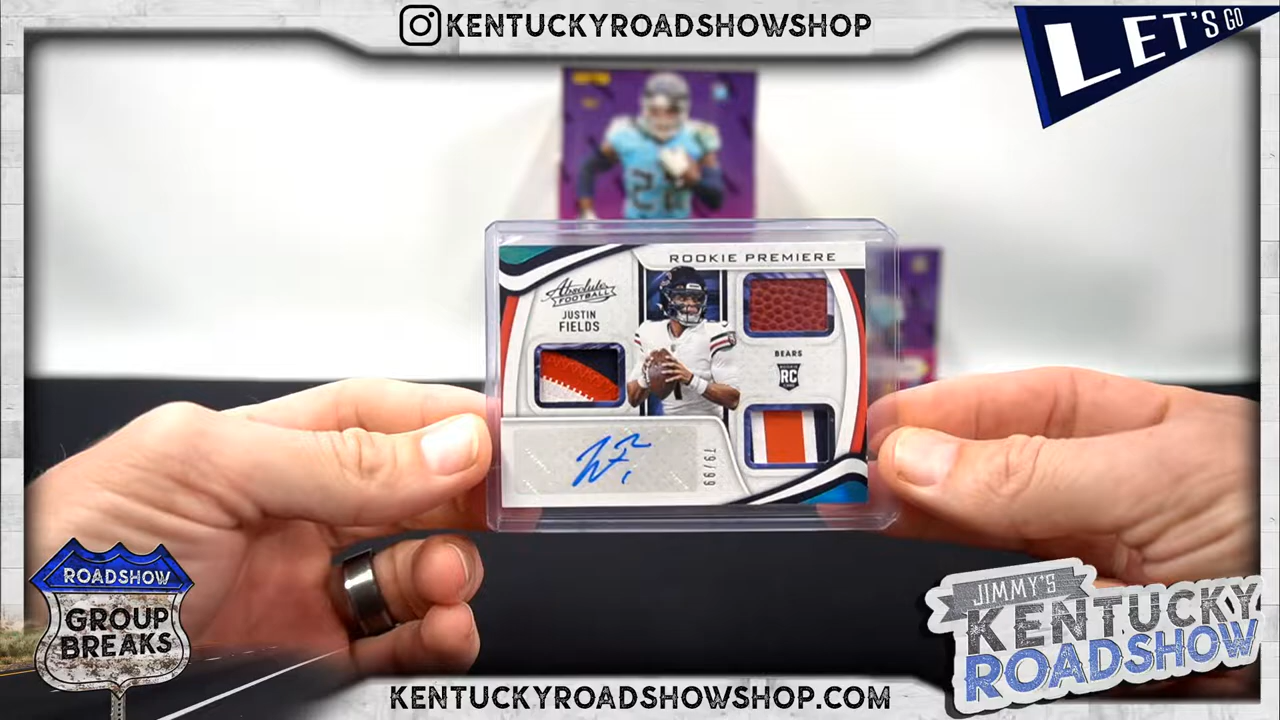 KENTUCKYROADSHOWSHOP
LET'S GO
ROOKIE PREMIERE
Absolute
FOOTBALL
JUSTIN
FIELDS
BEARS
RC
79/99
ROADSHOW
GROUP
BREAKS
JIMMY'S
KENTUCKY
ROADSHOW
KENTUCKYROADSHOWSHOP.COM